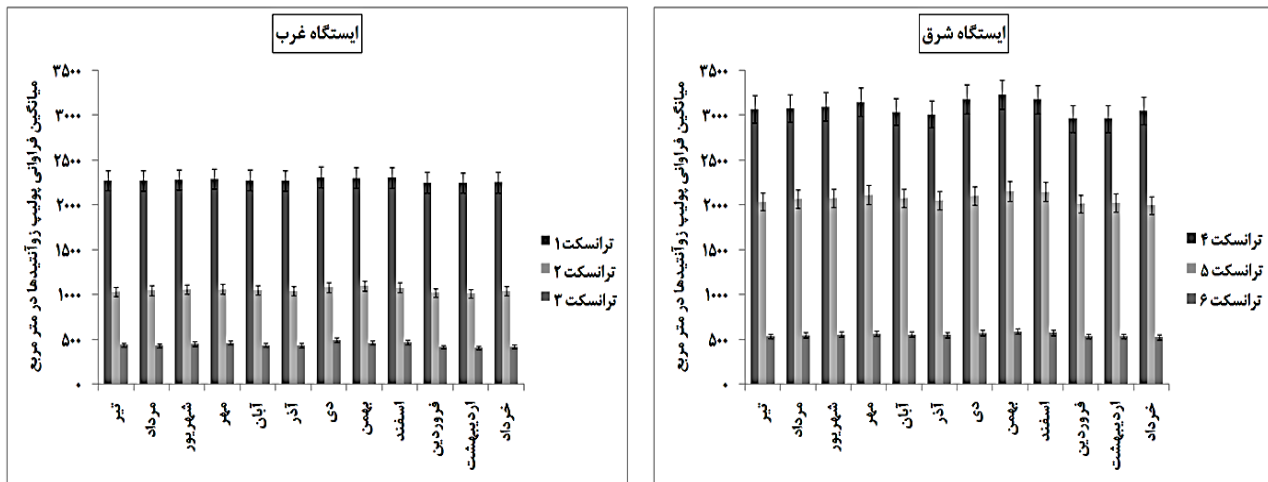 ایستگاه غرب
میانگین فراوانی پولیپ زوآنتیدها در متر مربع
۳۵۰۰
۳۰۰۰
۲۵۰۰
۲۰۰۰
۱۵۰۰
۱۰۰۰
۵۰۰
۰
تیر
مرداد
شهریور
مهر
آبان
آذر
دی
بهمن
اسفند
فروردین
اردیبهشت
خرداد
ترانسکت ۱
ترانسکت ۲
ترانسکت ۳
ایستگاه شرق
میانگین فراوانی پولیپ زوآنتیدها در متر مربع
۳۵۰۰
۳۰۰۰
۲۵۰۰
۲۰۰۰
۱۵۰۰
۱۰۰۰
۵۰۰
۰
تیر
مرداد
شهریور
مهر
آبان
آذر
دی
بهمن
اسفند
فروردین
اردیبهشت
خرداد
ترانسکت ۴
ترانسکت ۵
ترانسکت ۶